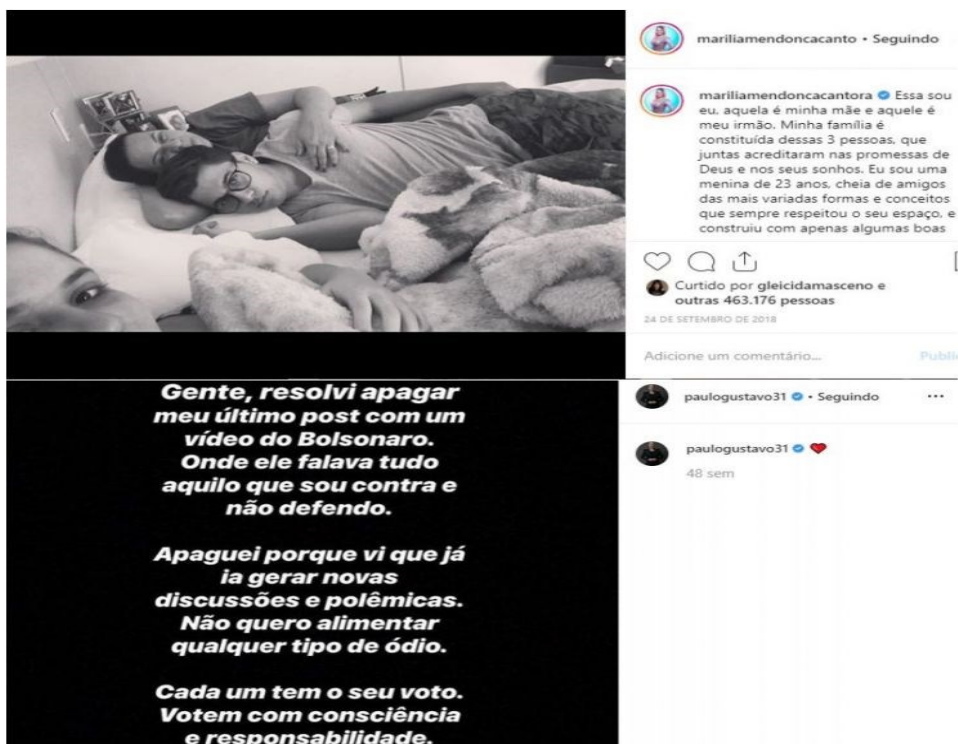 mariliamendoncacanto • Seguindo
mariliamendoncacantora Essa sou
eu, aquela é minha mãe e aquele é
meu irmão. Minha família é
constituída dessas 3 pessoas, que
juntas acreditaram nas promessas de
Deus e nos seus sonhos. Eu sou uma
menina de 23 anos, cheia de amigos
das mais variadas formas e conceitos
que sempre respeitou o seu espaço, e
construiu com apenas algumas boas
Curtido por gleicidamasceno e
outras 463.176 pessoas
24 DE SETEMBRO DE 2018
Adicione um comentário...
Public
Gente, resolvi apagar
meu último post com um
vídeo do Bolsonaro.
Onde ele falava tudo
aquilo que sou contra e
não defendo.
Apaguei porque vi que já
ia gerar novas
discussões e polêmicas.
Não quero alimentar
qualquer tipo de ódio.
Cada um tem o seu voto.
Votem com consciência
e responsabilidade.
paulogustavo31 • Seguindo
paulogustavo31 ❤
48 sem